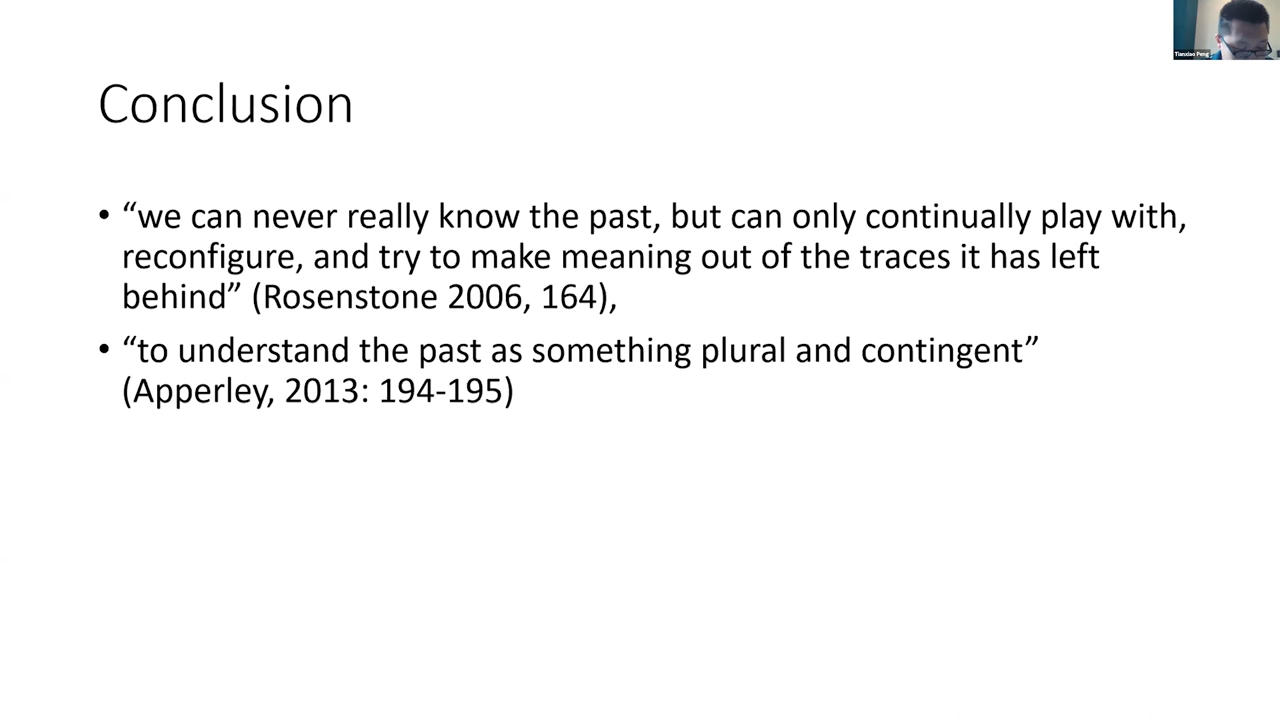 Tianxiao Peng
Conclusion
• “we can never really know the past, but can only continually play with,
reconfigure, and try to make meaning out of the traces it has left
behind” (Rosenstone 2006, 164),
• “to understand the past as something plural and contingent”
(Apperley, 2013: 194-195)